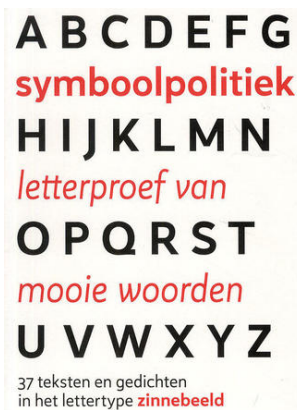 A B C D E F G
symboolpolitiek
H I J K L M N
letterproef van
O P Q R S T
mooie woorden
U V W X Y Z
37 teksten en gedichten
in het lettertype zinnebeeld